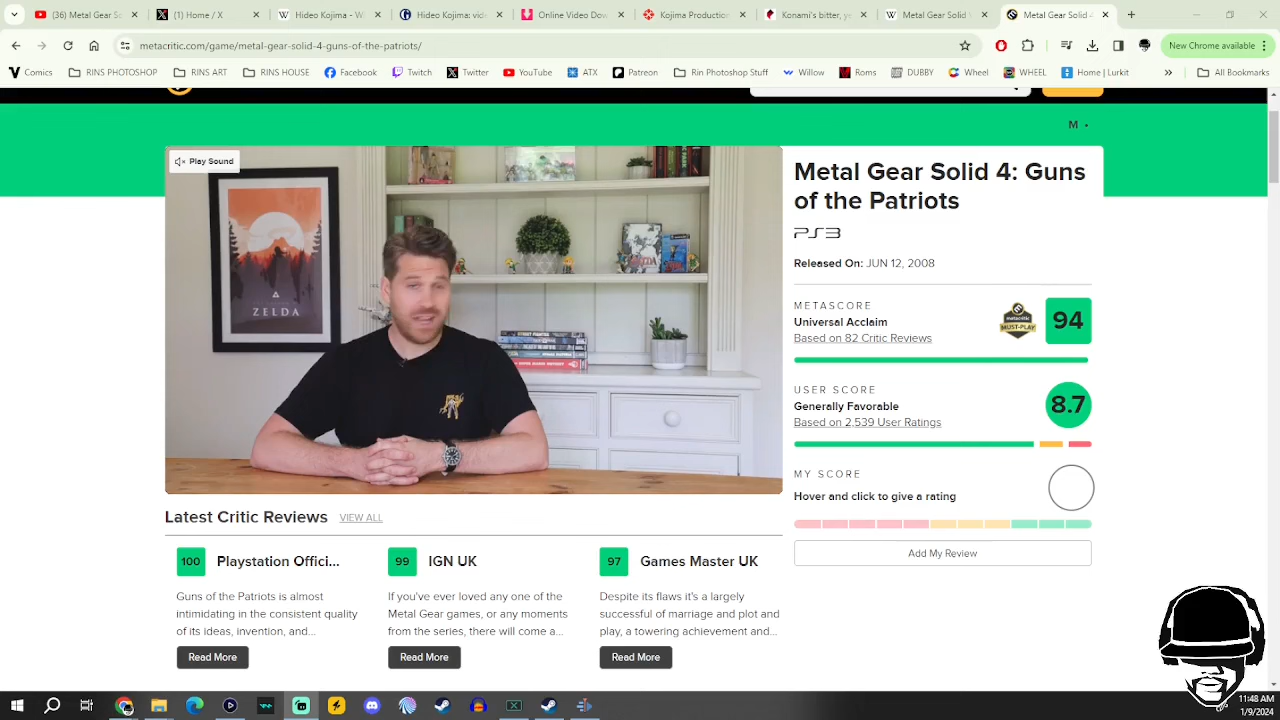 (36) Metal Gear So
(1) Home / X
Hideo Kojima - W
Hideo Kojima: vide
Online Video Dow
Kojima Production
Konami's bitter, ye
Metal Gear Solid
Metal Gear Solid 4
metacritic.com/game/metal-gear-solid-4-guns-of-the-patriots/
New Chrome available
Comics
RINS PHOTOSHOP
RINS ART
RINS HOUSE
Facebook
Twitch
Twitter
YouTube
ATX
Patreon
Rin Photoshop Stuff
Willow
Roms
DUBBY
Wheel
WHEEL
Home | Lurkit
All Bookmarks
M
Play Sound
ZELDA
Metal Gear Solid 4: Guns
of the Patriots
PS3
Released On: JUN 12, 2008
METASCORE
Universal Acclaim
Based on 82 Critic Reviews
metacritic
MUST-PLAY
94
USER SCORE
Generally Favorable
Based on 2,539 User Ratings
8.7
MY SCORE
Hover and click to give a rating
Add My Review
Latest Critic Reviews
VIEW ALL
100 Playstation Offici...
Guns of the Patriots is almost
intimidating in the consistent quality
of its ideas, invention, and...
Read More
99 IGN UK
If you've ever loved any one of the
Metal Gear games, or any moments
from the series, there will come a...
Read More
97 Games Master UK
Despite its flaws it's a largely
successful of marriage and plot and
play, a towering achievement and...
Read More
11:48 AM
1/9/2024